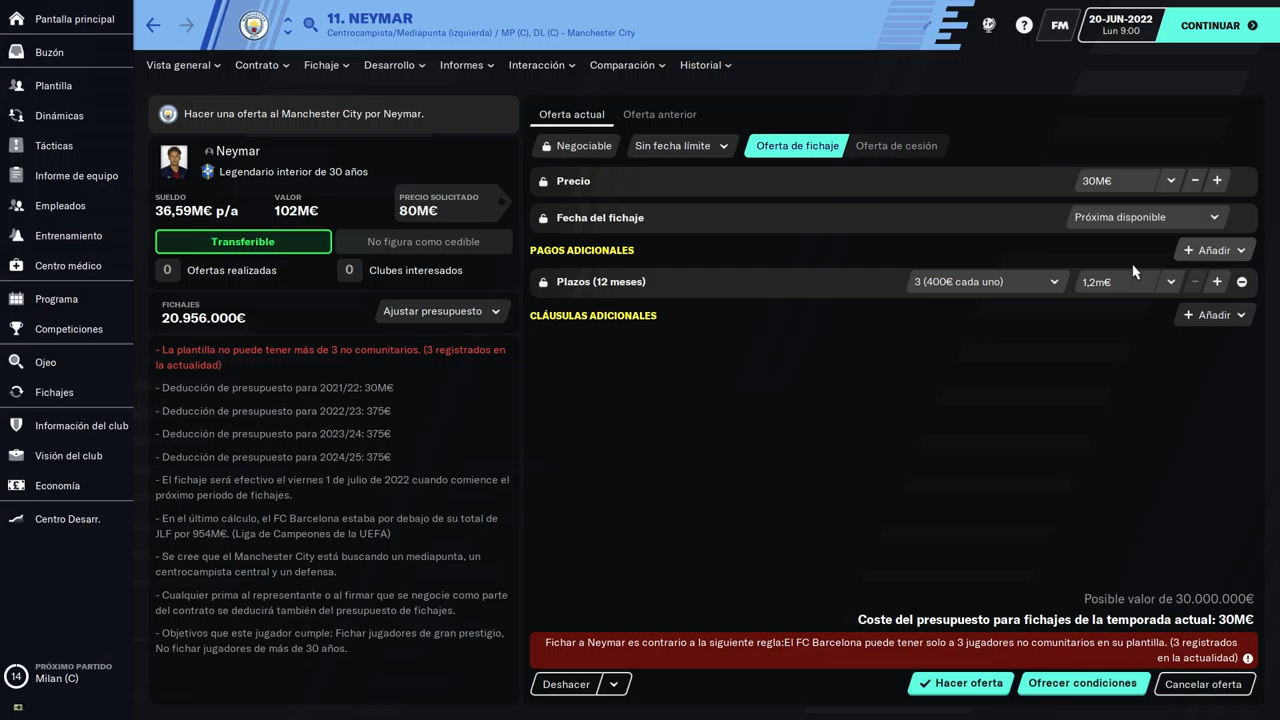 Pantalla principal
Buzón
Plantilla
Dinámicas
Tácticas
Informe de equipo
Empleados
Entrenamiento
Centro médico
Programa
Competiciones
Ojeo
Fichajes
Información del club
Visión del club
Economía
Centro Desarr.
14
PRÓXIMO PARTIDO
Milan (C)
11. NEYMAR
Centrocampista/Mediapunta (izquierda) / MP (C), DL (C) - Manchester City
?
FM
20-JUN-2022
Lun 9:00
CONTINUAR
Vista general
Contrato
Fichaje
Desarrollo
Informes
Interacción
Comparación
Historial
Hacer una oferta al Manchester City por Neymar.
Neymar
Legendario interior de 30 años
SUELDO
36,59M€ p/a
VALOR
102M€
PRECIO SOLICITADO
80M€
Transferible
No figura como cedible
0 Ofertas realizadas
0 Clubes interesados
FICHAJES
20.956.000€
Ajustar presupuesto
- La plantilla no puede tener más de 3 no comunitarios. (3 registrados en
la actualidad)
- Deducción de presupuesto para 2021/22: 30M€
- Deducción de presupuesto para 2022/23: 375€
- Deducción de presupuesto para 2023/24: 375€
- Deducción de presupuesto para 2024/25: 375€
- El fichaje será efectivo el viernes 1 de julio de 2022 cuando comience el
próximo periodo de fichajes.
- En el último cálculo, el FC Barcelona estaba por debajo de su total de
JLF por 954M€. (Liga de Campeones de la UEFA)
- Se cree que el Manchester City está buscando un mediapunta, un
centrocampista central y un defensa.
- Cualquier prima al representante o al firmar que se negocie como parte
del contrato se deducirá también del presupuesto de fichajes.
- Objetivos que este jugador cumple: Fichar jugadores de gran prestigio,
No fichar jugadores de más de 30 años.
Oferta actual
Oferta anterior
Negociable
Sin fecha límite
Oferta de fichaje
Oferta de cesión
Precio
30M€
- +
Fecha del fichaje
Próxima disponible
PAGOS ADICIONALES
+ Añadir
Plazos (12 meses)
3 (400€ cada uno)
1,2m€
- +
CLÁUSULAS ADICIONALES
+ Añadir
Posible valor de 30.000.000€
Coste del presupuesto para fichajes de la temporada actual: 30M€
Fichar a Neymar es contrario a la siguiente regla:El FC Barcelona puede tener solo a 3 jugadores no comunitarios en su plantilla. (3 registrados
en la actualidad)
Deshacer
Hacer oferta
Ofrecer condiciones
Cancelar oferta